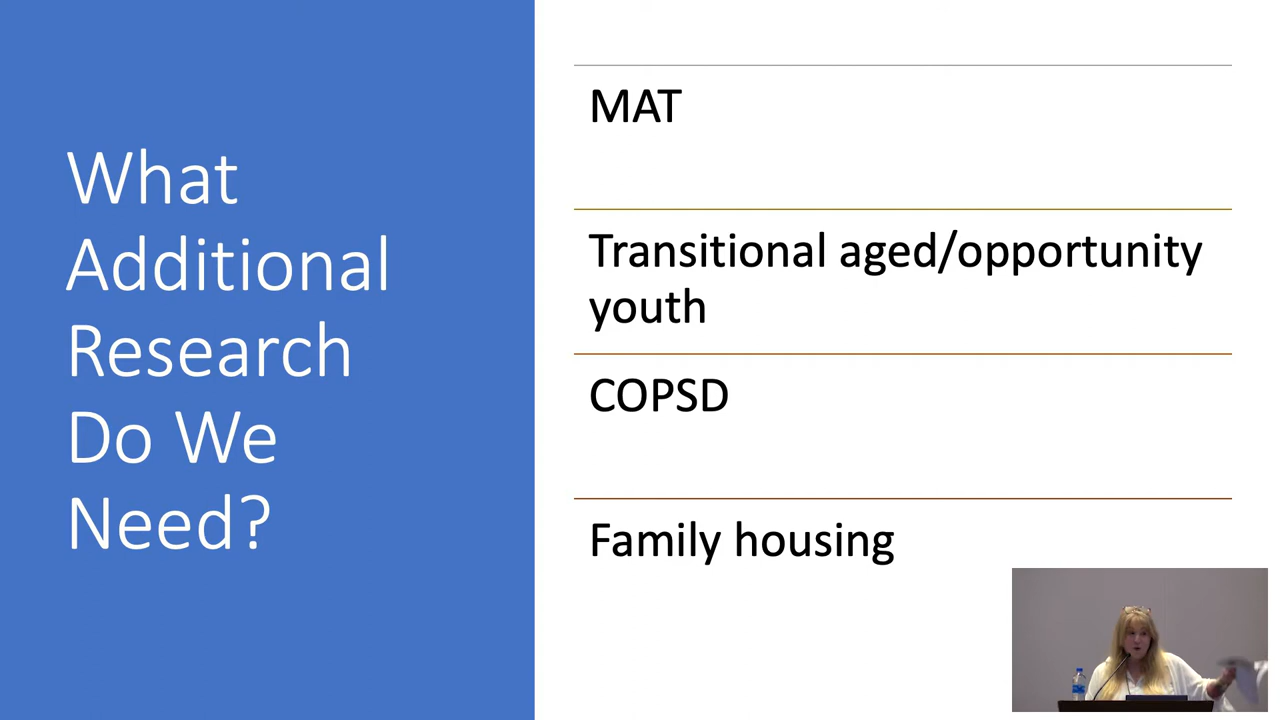 What
Additional
Research
Do We
Need?
MAT
Transitional aged/opportunity
youth
COPSD
Family housing